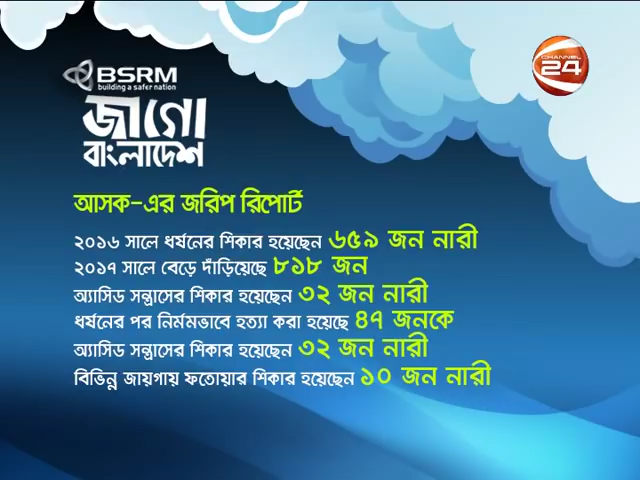 BSRM
building a safer nation
CHANNEL
24
জাগো
বাংলাদেশ
আসক-এর জরিপ রিপোর্ট
২০১৬ সালে ধর্ষনের শিকার হয়েছেন ৬৫৯ জন নারী
২০১৭ সালে বেড়ে দাঁড়িয়েছে ৮১৮ জন
অ্যাসিড সন্ত্রাসের শিকার হয়েছেন ৩২ জন নারী
ধর্ষনের পর নির্মমভাবে হত্যা করা হয়েছে ৪৭ জনকে
অ্যাসিড সন্ত্রাসের শিকার হয়েছেন ৩২ জন নারী
বিভিন্ন জায়গায় ফতোয়ার শিকার হয়েছেন ১০ জন নারী